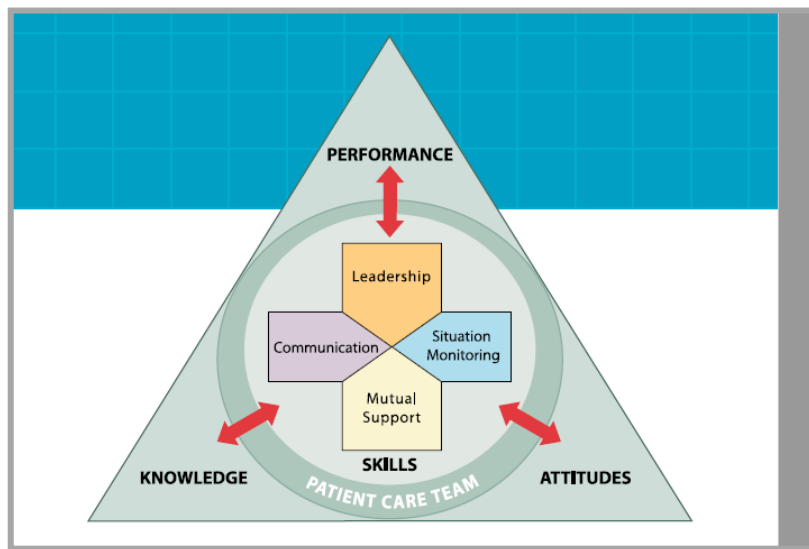 PERFORMANCE
Leadership
Communication
Situation
Monitoring
Mutual
Support
SKILLS
KNOWLEDGE
ATTITUDES
PATIENT CARE TEAM